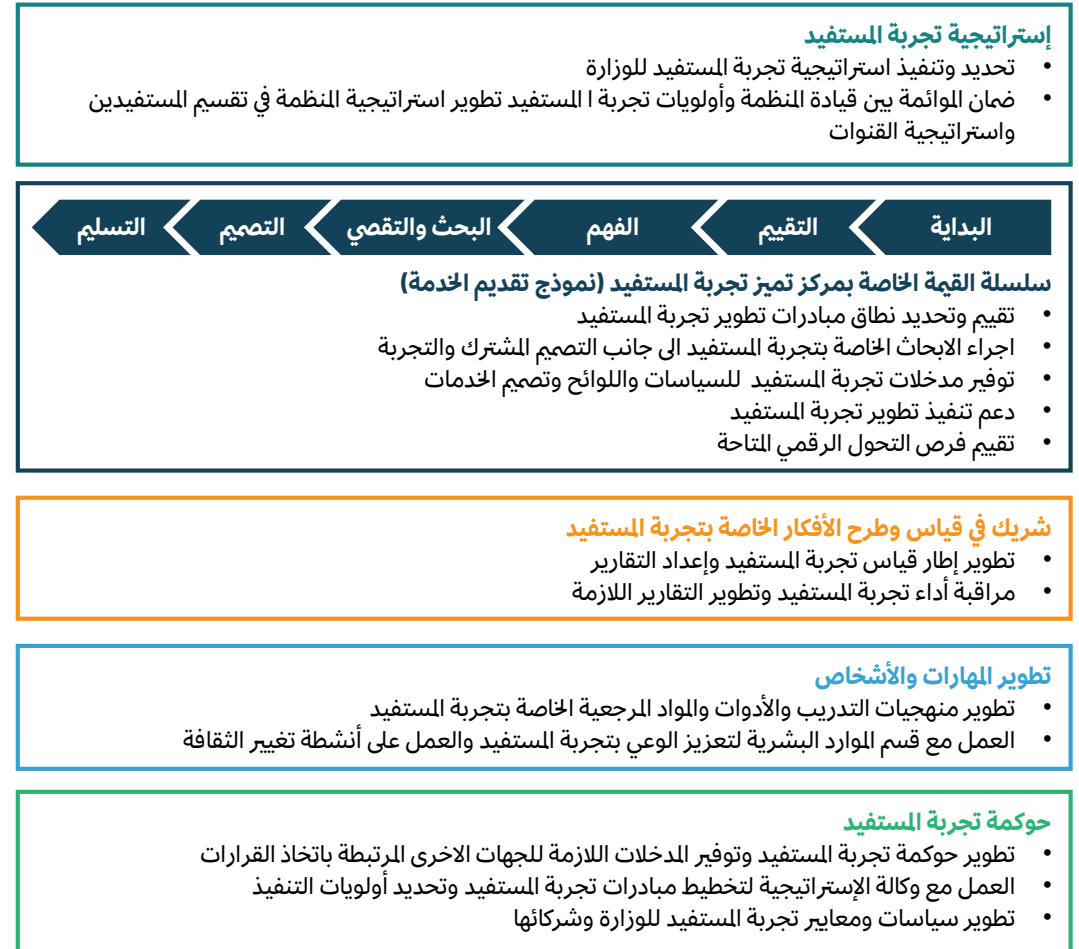 إستراتيجية تجربة المستفيد
• تحديد وتنفيذ استراتيجية تجربة المستفيد للوزارة
• ضمان الموائمة بين قيادة المنظمة وأولويات تجربة ا المستفيد تطوير استراتيجية المنظمة في تقسيم المستفيدين
واستراتيجية القنوات
البداية التقييم الفهم البحث والتقصي التصميم التسليم
سلسلة القيمة الخاصة بمركز تميز تجربة المستفيد (نموذج تقديم الخدمة)
• تقييم وتحديد نطاق مبادرات تطوير تجربة المستفيد
• اجراء الابحاث الخاصة بتجربة المستفيد الى جانب التصميم المشترك والتجربة
• توفير مدخلات تجربة المستفيد للسياسات واللوائح وتصميم الخدمات
• دعم تنفيذ تطوير تجربة المستفيد
• تقييم فرص التحول الرقمي المتاحة
شريك في قياس وطرح الأفكار الخاصة بتجربة المستفيد
• تطوير إطار قياس تجربة المستفيد وإعداد التقارير
• مراقبة أداء تجربة المستفيد وتطوير التقارير اللازمة
تطوير المهارات والأشخاص
• تطوير منهجيات التدريب والأدوات والمواد المرجعية الخاصة بتجربة المستفيد
• العمل مع قسم الموارد البشرية لتعزيز الوعي بتجربة المستفيد والعمل على أنشطة تغيير الثقافة
حوكمة تجربة المستفيد
• تطوير حوكمة تجربة المستفيد وتوفير المدخلات اللازمة للجهات الاخرى المرتبطة باتخاذ القرارات
• العمل مع وكالة الإستراتيجية لتخطيط مبادرات تجربة المستفيد وتحديد أولويات التنفيذ
• تطوير سياسات ومعايير تجربة المستفيد للوزارة وشركائها